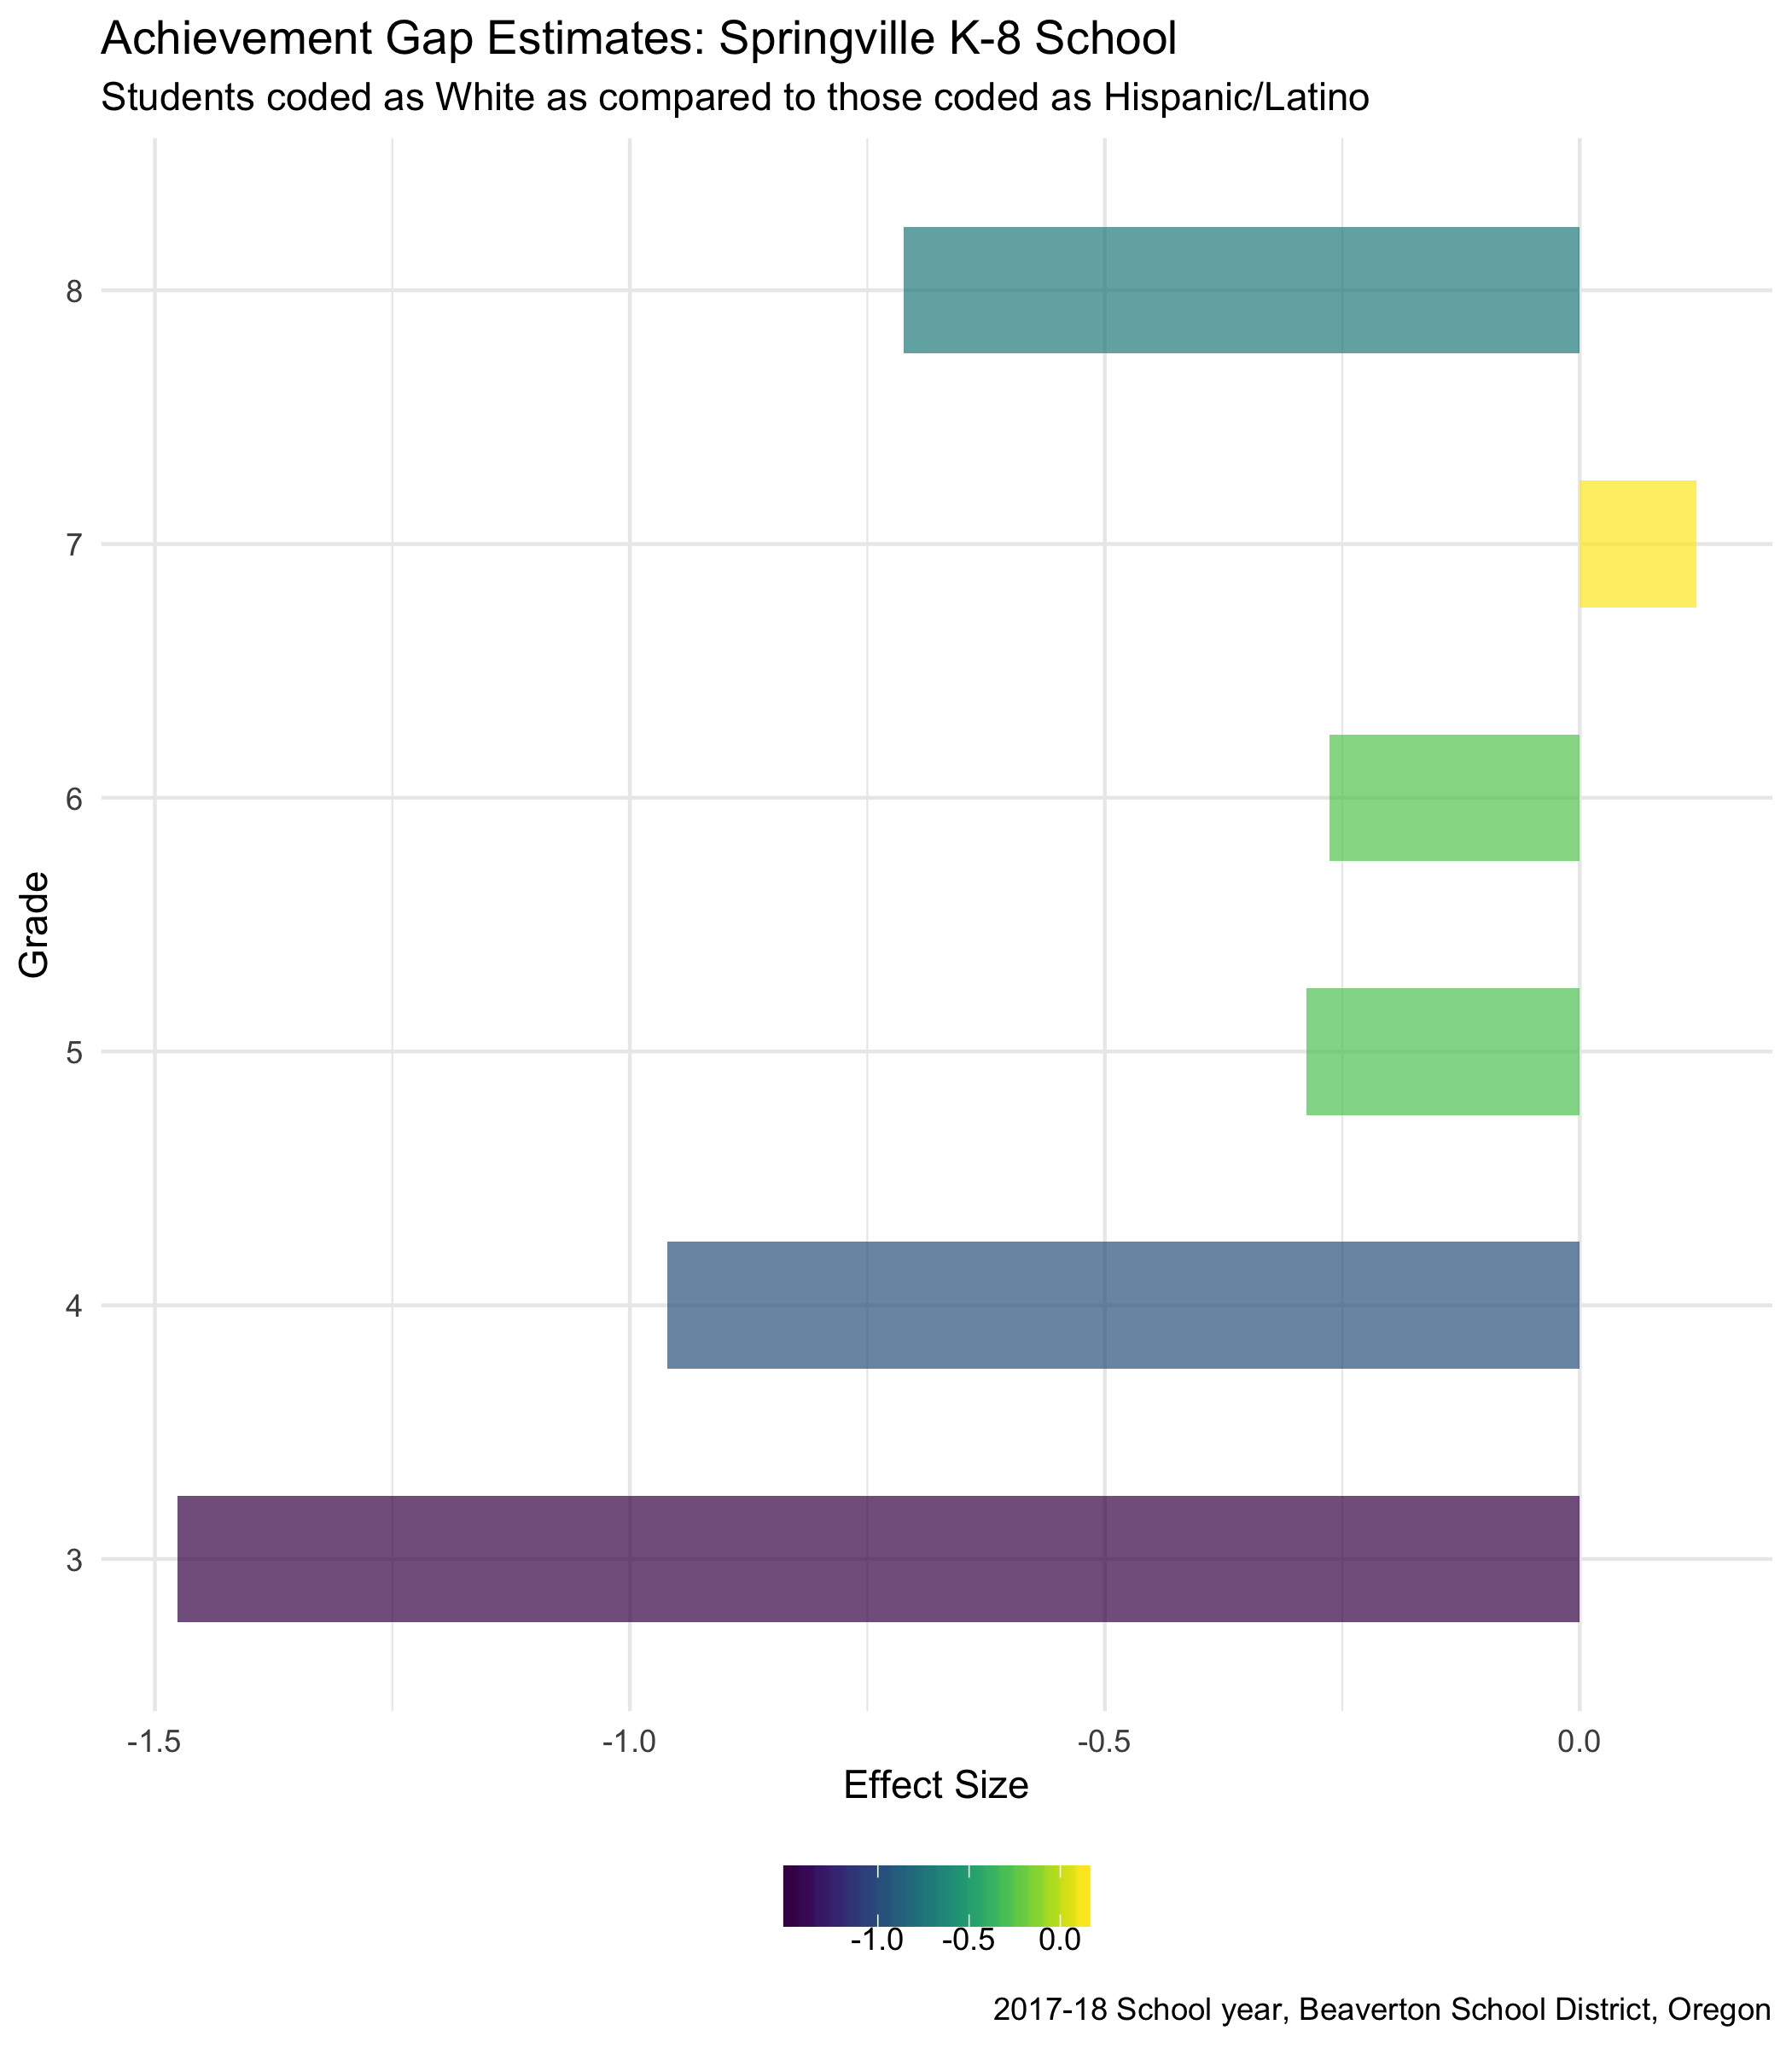 Achievement Gap Estimates: Springville K-8 School
Students coded as White as compared to those coded as Hispanic/Latino
8
7
6
5
4
3
Grade
-1.5 -1.0 -0.5 0.0
Effect Size
-1.0 -0.5 0.0
2017-18 School year, Beaverton School District, Oregon